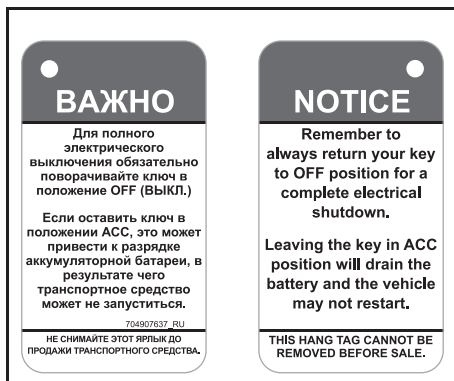 ВАЖНО
Для полного
электрического
выключения обязательно
поворачивайте ключ в
положение OFF (ВЫКЛ.)
Если оставить ключ в
положении ACC, это может
привести к разрядке
аккумуляторной батареи, в
результате чего
транспортное средство
может не запуститься.
704907637_RU
НЕ СНИМАЙТЕ ЭТОТ ЯРЛЫК ДО
ПРОДАЖИ ТРАНСПОРТНОГО СРЕДСТВА.
NOTICE
Remember to
always return your key
to OFF position for a
complete electrical
shutdown.
Leaving the key in ACC
position will drain the
battery and the vehicle
may not restart.
THIS HANG TAG CANNOT BE
REMOVED BEFORE SALE.